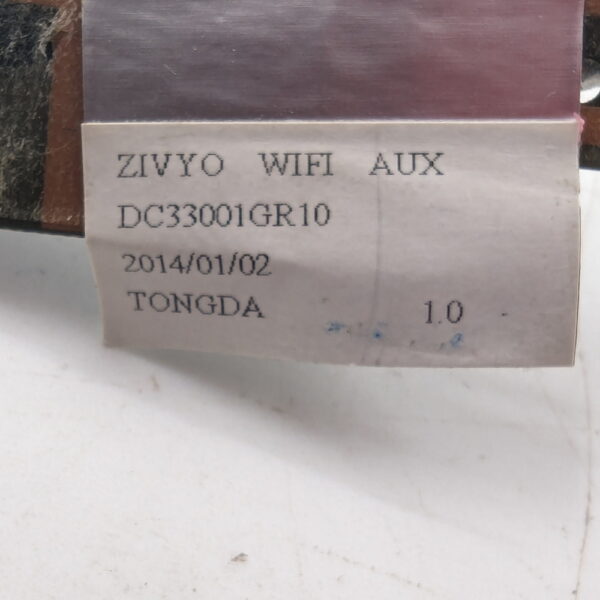 ZIVYO WIFI AUX
DC33001GR10
2014/01/02
TONGDA 1.0